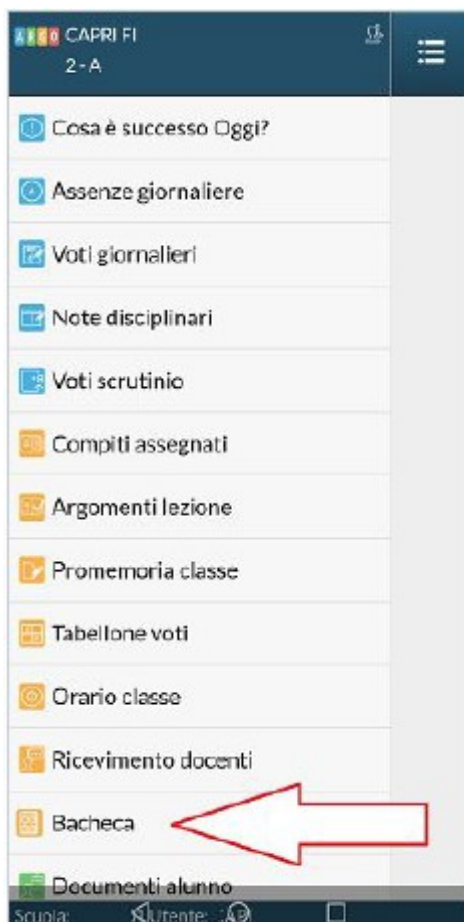 ARGO CAPRI FI
2 - A
Cosa è successo Oggi?
Assenze giornaliere
Voti giornalieri
Note disciplinari
Voti scrutinio
Compiti assegnati
Argomenti lezione
Promemoria classe
Tabellone voti
Orario classe
Ricevimento docenti
Bacheca
Documenti alunno
Scuola: Utente: